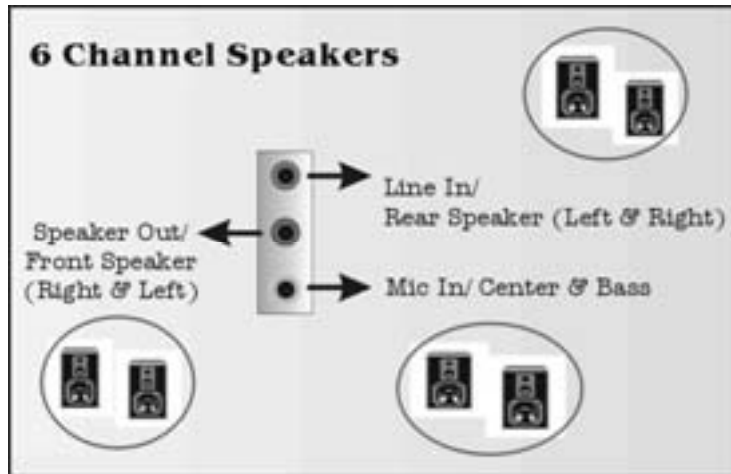 6 Channel Speakers
Line In/
Rear Speaker (Left & Right)
Speaker Out/
Front Speaker
(Right & Left)
Mic In/ Center & Bass